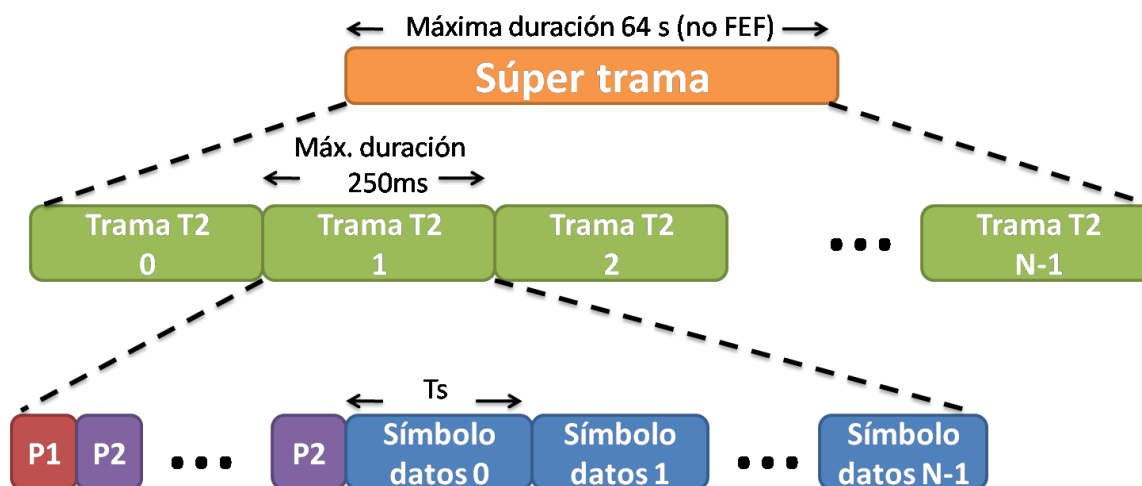 Máxima duración 64 s (no FEF)
Súper trama
Máx. duración
250ms
Trama T2
0
Trama T2
1
Trama T2
2
Trama T2
N-1
Ts
P1
P2
P2
Símbolo
datos 0
Símbolo
datos 1
Símbolo
datos N-1